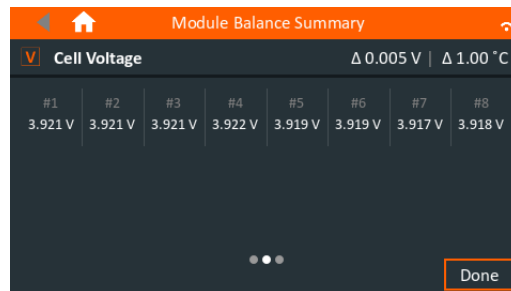 Module Balance Summary
V Cell Voltage Δ 0.005 V | Δ 1.00 °C
#1 #2 #3 #4 #5 #6 #7 #8
3.921 V 3.921 V 3.921 V 3.922 V 3.919 V 3.919 V 3.917 V 3.918 V
Done